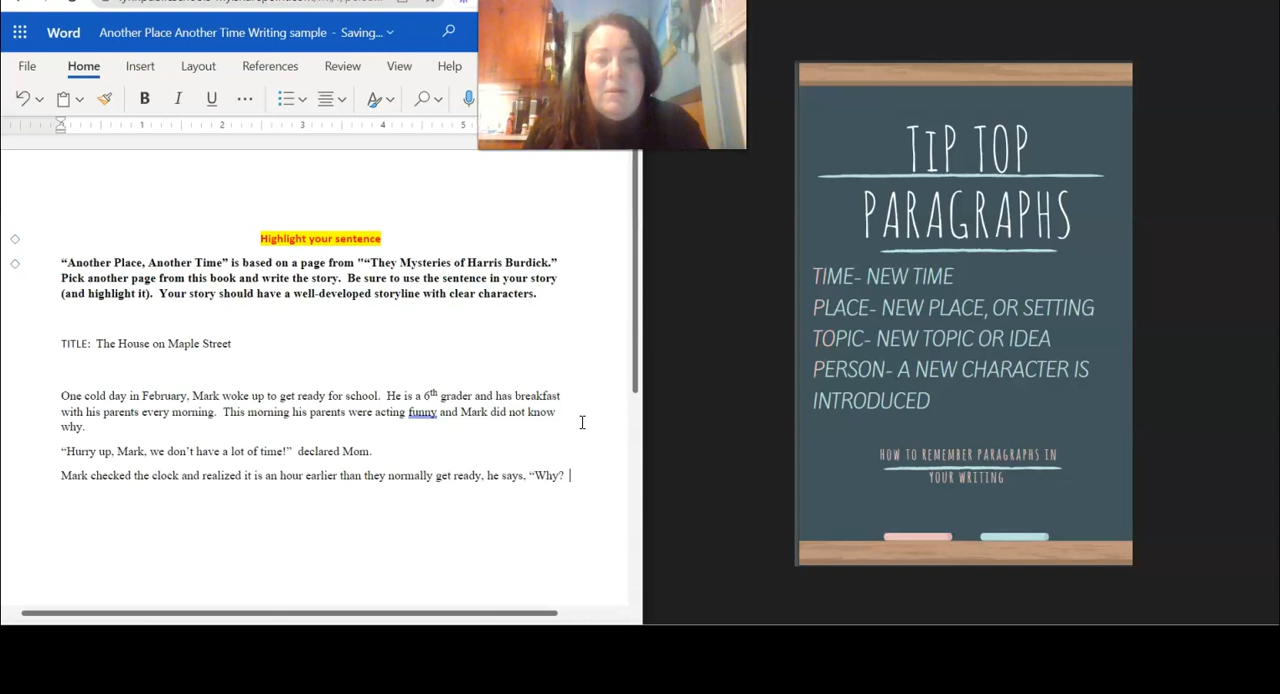 Word Another Place Another Time Writing sample - Saving...
File Home Insert Layout References Review View Help
B I U
1 2 3 4 5
Highlight your sentence
“Another Place, Another Time” is based on a page from "“They Mysteries of Harris Burdick.”
Pick another page from this book and write the story. Be sure to use the sentence in your story
(and highlight it). Your story should have a well-developed storyline with clear characters.
TITLE: The House on Maple Street
One cold day in February, Mark woke up to get ready for school. He is a 6th grader and has breakfast
with his parents every morning. This morning his parents were acting funny and Mark did not know
why.
“Hurry up, Mark, we don’t have a lot of time!” declared Mom.
Mark checked the clock and realized it is an hour earlier than they normally get ready, he says, “Why?
TIP TOP
PARAGRAPHS
TIME- NEW TIME
PLACE- NEW PLACE, OR SETTING
TOPIC- NEW TOPIC OR IDEA
PERSON- A NEW CHARACTER IS
INTRODUCED
HOW TO REMEMBER PARAGRAPHS IN
YOUR WRITING